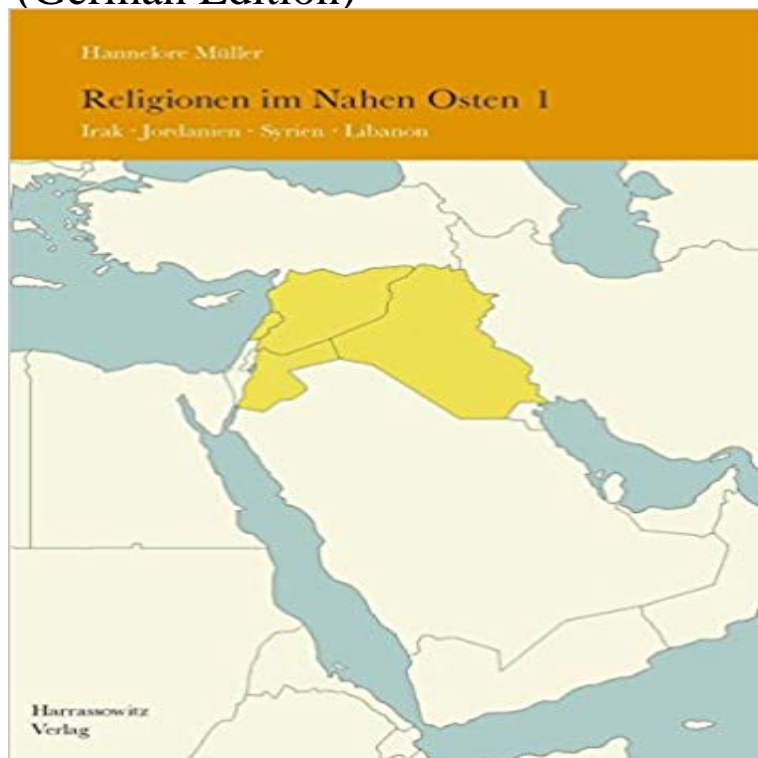 (German Edition)
Hannelore Müller
Religionen im Nahen Osten 1
Irak · Jordanien · Syrien · Libanon
Harrassowitz
Verlag